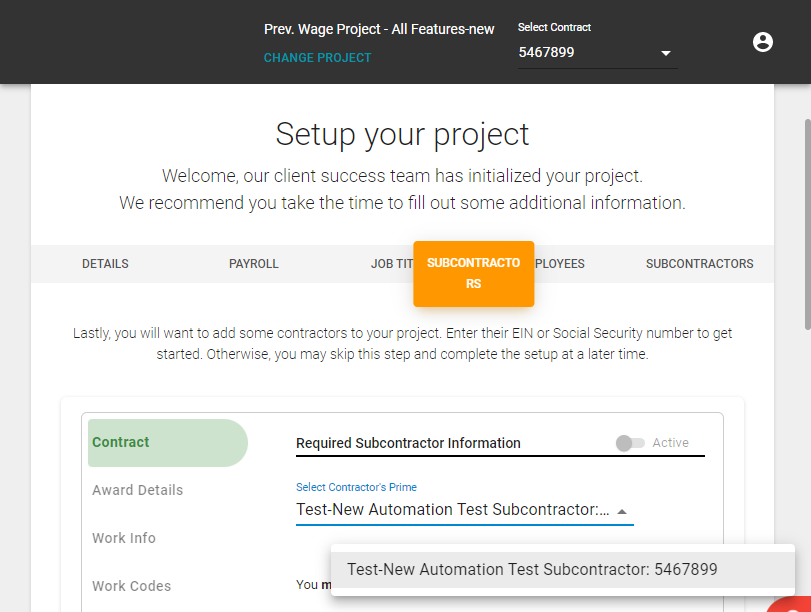 Prev. Wage Project - All Features-new
CHANGE PROJECT
Select Contract
5467899
Setup your project
Welcome, our client success team has initialized your project.
We recommend you take the time to fill out some additional information.
DETAILS
PAYROLL
JOB TIT
SUBCONTRACTO
RS
PLOYEES
SUBCONTRACTORS
Lastly, you will want to add some contractors to your project. Enter their EIN or Social Security number to get
started. Otherwise, you may skip this step and complete the setup at a later time.
Contract
Award Details
Work Info
Work Codes
Required Subcontractor Information
Active
Select Contractor's Prime
Test-New Automation Test Subcontractor:...
Test-New Automation Test Subcontractor: 5467899
You m